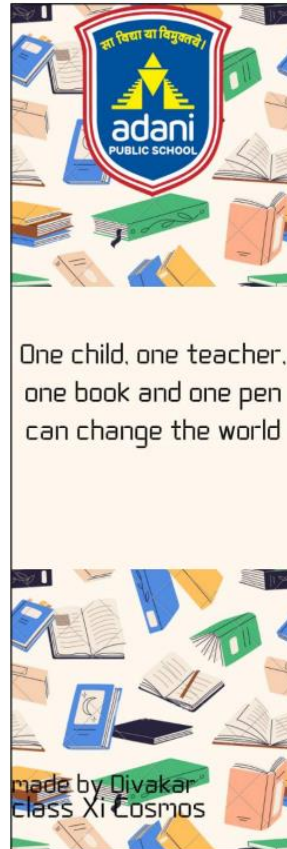 सा विद्या या विमुक्तये।
adani
PUBLIC SCHOOL
One child, one teacher,
one book and one pen
can change the world
made by Divakar
class Xi Cosmos